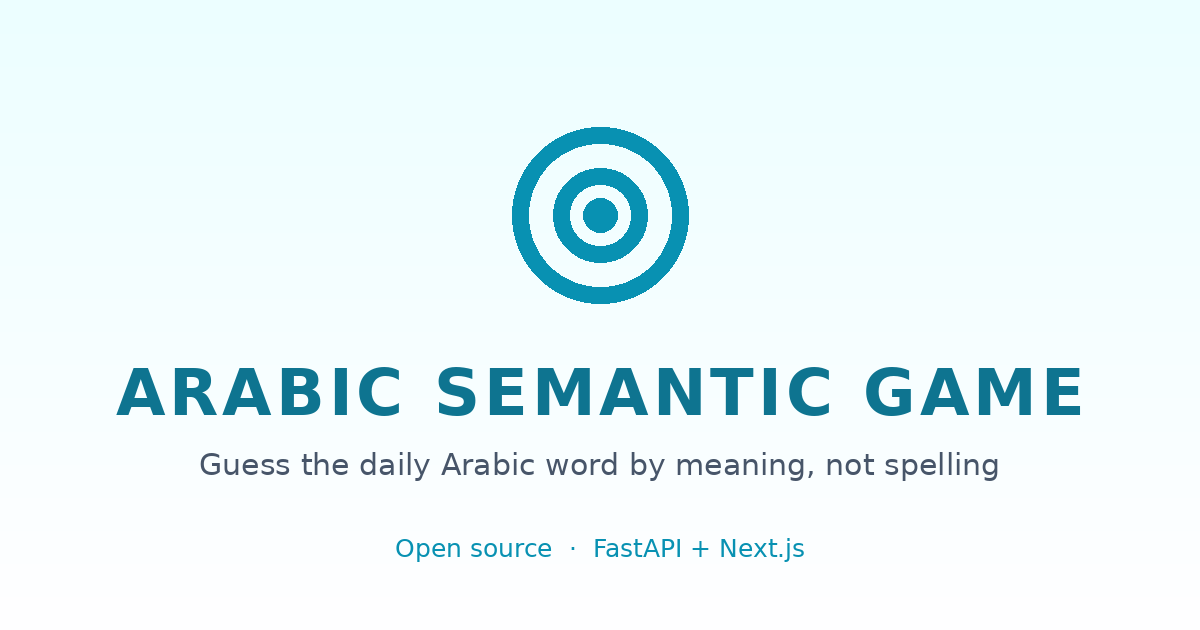 ARABIC SEMANTIC GAME
Guess the daily Arabic word by meaning, not spelling
Open source · FastAPI + Next.js